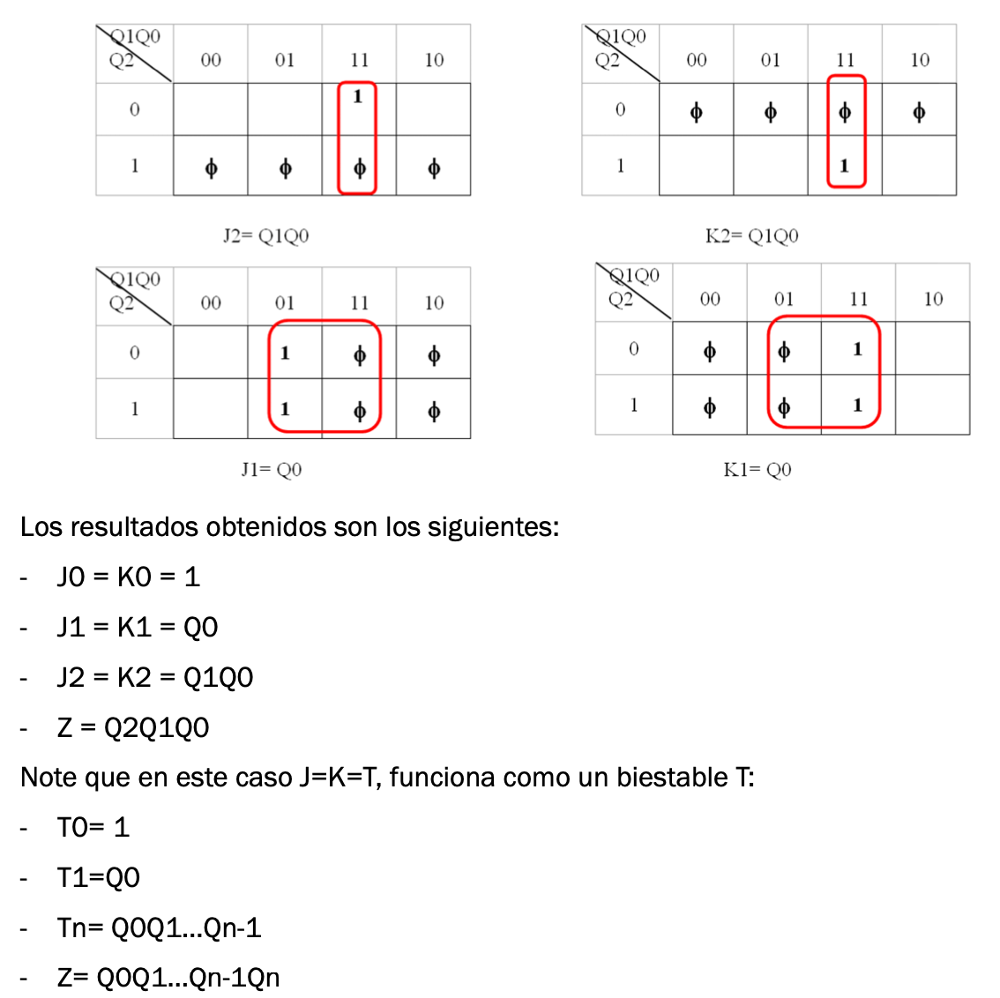 Q1Q0
Q2 00 01 11 10
0 1
1 ϕ ϕ ϕ ϕ
J2= Q1Q0
Q1Q0
Q2 00 01 11 10
0 ϕ ϕ ϕ ϕ
1 1
K2= Q1Q0
Q1Q0
Q2 00 01 11 10
0 1 ϕ ϕ
1 1 ϕ ϕ
J1= Q0
Q1Q0
Q2 00 01 11 10
0 ϕ ϕ 1
1 ϕ ϕ 1
K1= Q0
Los resultados obtenidos son los siguientes:
- J0 = K0 = 1
- J1 = K1 = Q0
- J2 = K2 = Q1Q0
- Z = Q2Q1Q0
Note que en este caso J=K=T, funciona como un biestable T:
- T0= 1
- T1=Q0
- Tn= Q0Q1...Qn-1
- Z= Q0Q1...Qn-1Qn